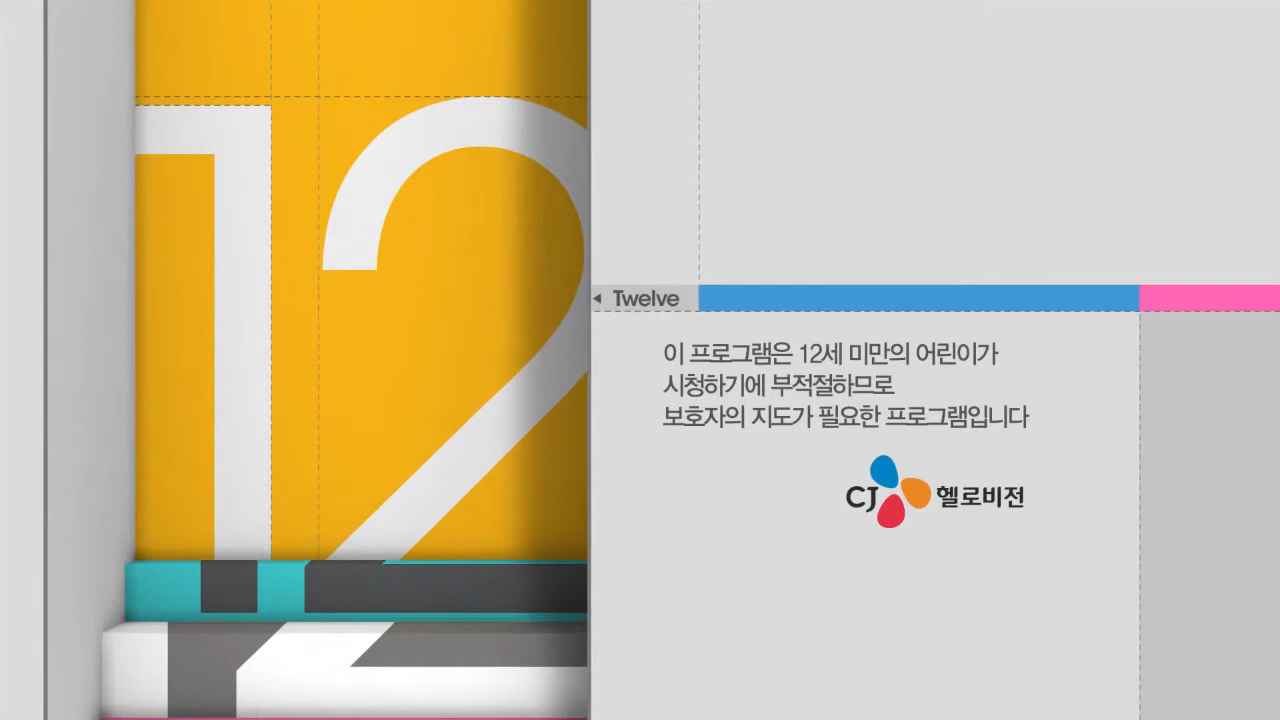 12
◀ Twelve
이 프로그램은 12세 미만의 어린이가
시청하기에 부적절하므로
보호자의 지도가 필요한 프로그램입니다
CJ 헬로비전